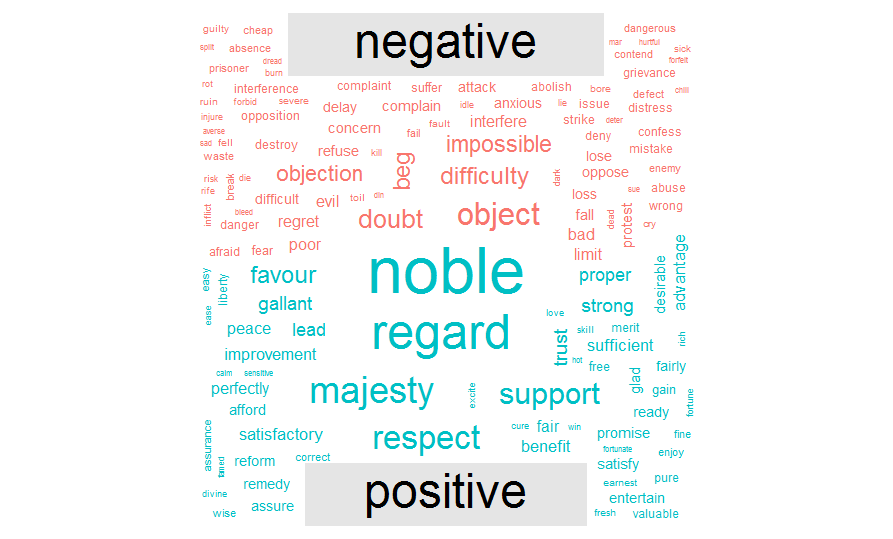 negative
guilty cheap dangerous
mar hurtful
split absence contend sick
dread forfeit
prisoner burn grievance
rot interference complaint suffer attack abolish bore defect chill
ruin forbid severe delay complain idle anxious lie issue distress
injure opposition fault interfere strike deter
averse concern fail deny confess
sad fell destroy refuse kill impossible lose mistake
waste
objection beg difficulty dark oppose enemy
risk break die
rife difficult evil toil din loss sue abuse
inflict bleed doubt object fall dead protest wrong
danger regret cry
afraid fear poor bad
limit
easy favour noble proper desirable advantage
liberty
ease gallant strong
love
peace lead regard trust skill merit rich
improvement sufficient
calm sensitive hot free glad fairly
perfectly majesty excite support gain fortune
afford ready
assurance satisfactory respect cure fair win promise fine
benefit fortunate enjoy
reform correct satisfy
divine remedy positive earnest pure
entertain
wise assure fresh valuable